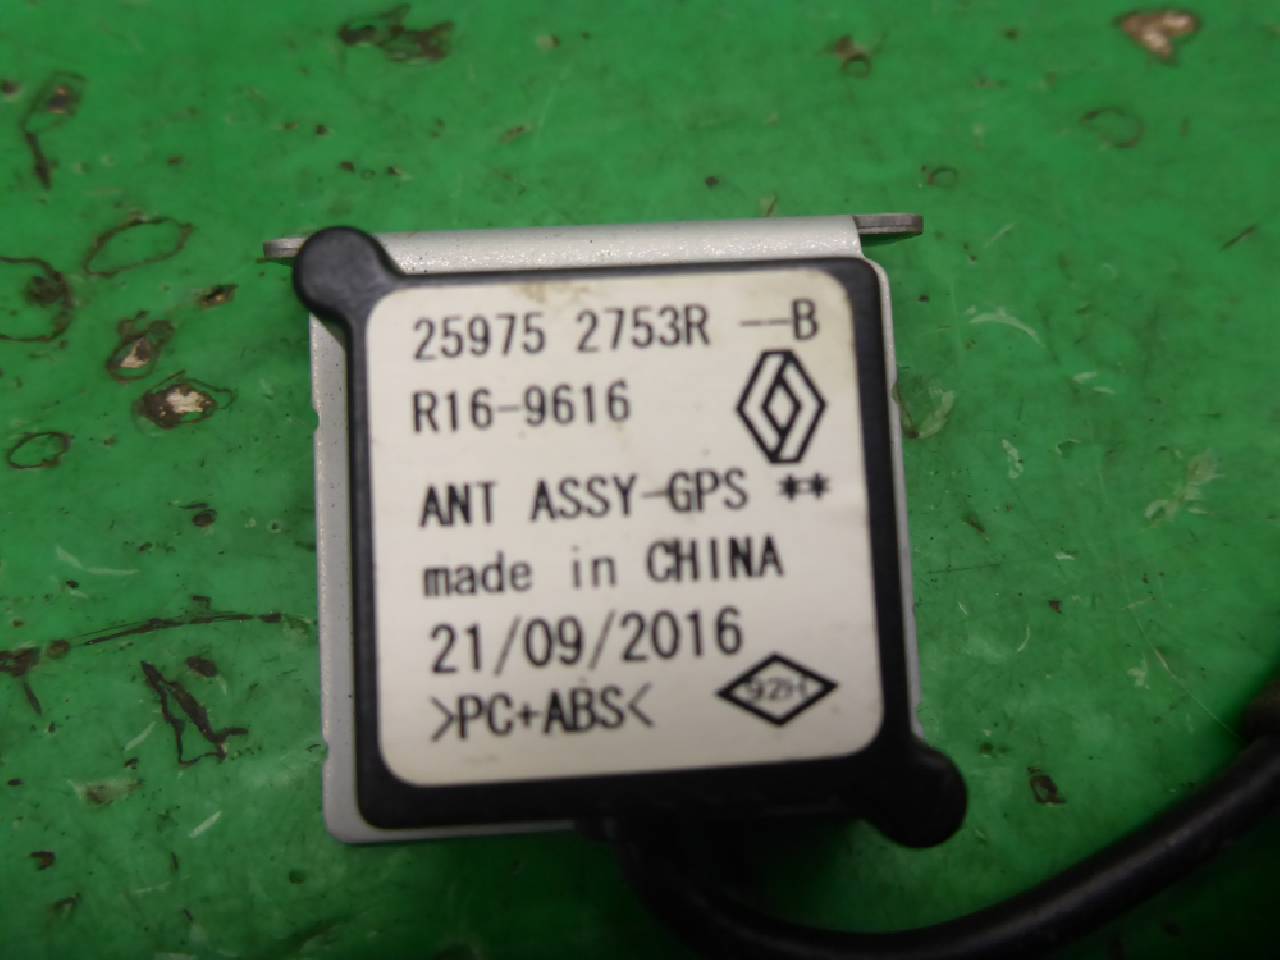 25975 2753R --B
R16-9616
ANT ASSY-GPS **
made in CHINA
21/09/2016
>PC+ABS<